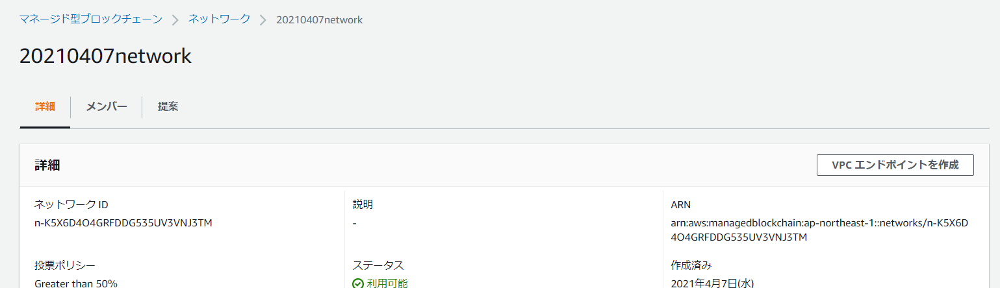 マネージド型ブロックチェーン > ネットワーク > 20210407network
20210407network
詳細 メンバー 提案
詳細 VPC エンドポイントを作成
ネットワーク ID 説明 ARN
n-K5X6D4O4GRFDDG535UV3VNJ3TM - arn:aws:managedblockchain:ap-northeast-1::networks/n-K5X6D
4O4GRFDDG535UV3VNJ3TM
投票ポリシー ステータス 作成済み
Greater than 50% 利用可能 2021年4月7日(水)